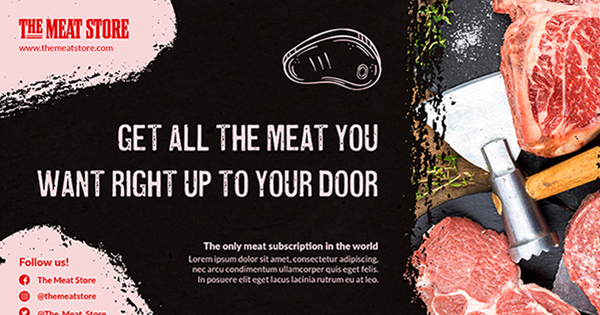 THE MEAT STORE
www.themeatstore.com
GET ALL THE MEAT YOU
WANT RIGHT UP TO YOUR DOOR
The only meat subscription in the world
Lorem ipsum dolor sit amet, consectetur adipiscing,
nec arcu condimentum ullamcorper quis eget felis.
In posuere elit eget lacus lacinia rutrum eu at leo.
Follow us!
The Meat Store
@themeatstore
@The_Meat_Store